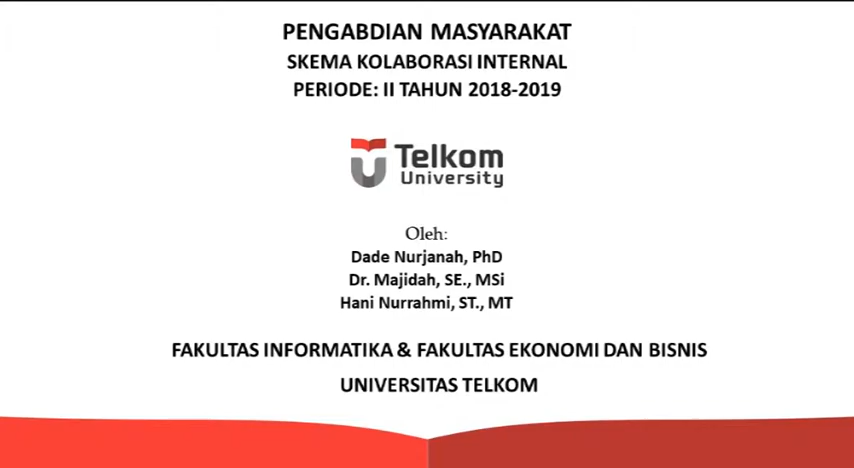 PENGABDIAN MASYARAKAT
SKEMA KOLABORASI INTERNAL
PERIODE: II TAHUN 2018-2019
Telkom
University
Oleh:
Dade Nurjanah, PhD
Dr. Majidah, SE., MSi
Hani Nurrahmi, ST., MT
FAKULTAS INFORMATIKA & FAKULTAS EKONOMI DAN BISNIS
UNIVERSITAS TELKOM